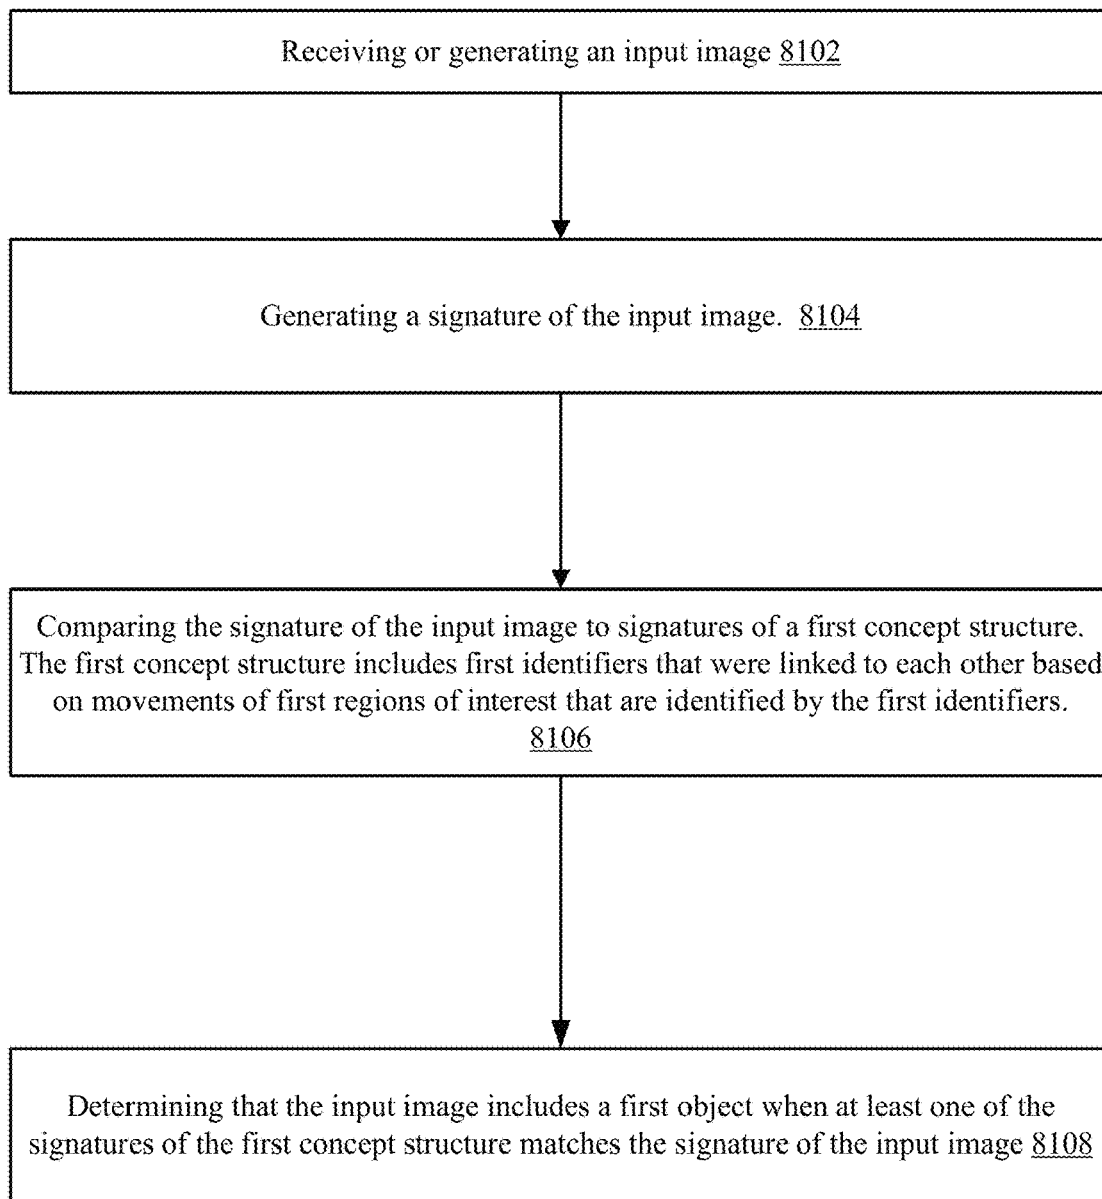 Receiving or generating an input image 8102
Generating a signature of the input image. 8104
Comparing the signature of the input image to signatures of a first concept structure.
The first concept structure includes first identifiers that were linked to each other based
on movements of first regions of interest that are identified by the first identifiers.
8106
Determining that the input image includes a first object when at least one of the
signatures of the first concept structure matches the signature of the input image 8108